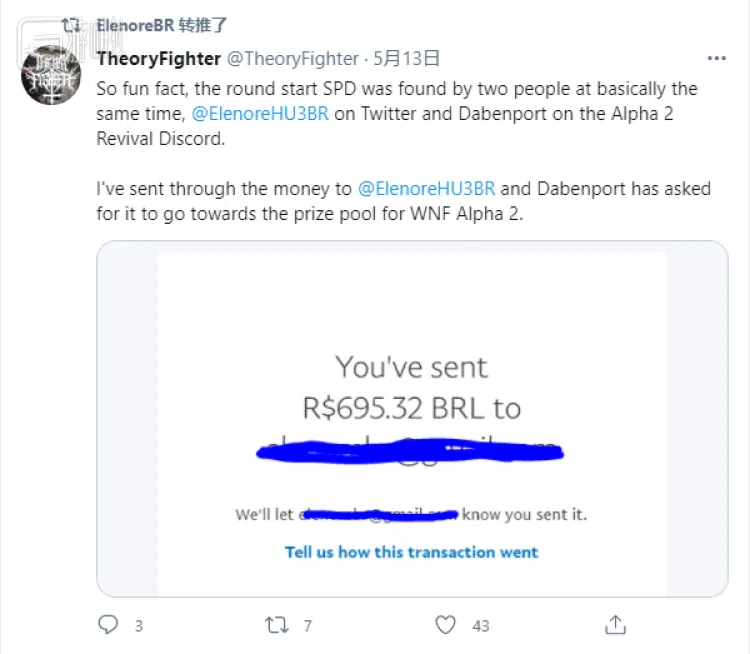 ElenoreBR 转推了
TheoryFighter @TheoryFighter · 5月13日
So fun fact, the round start SPD was found by two people at basically the
same time, @ElenoreHU3BR on Twitter and Dabenport on the Alpha 2
Revival Discord.
I've sent through the money to @ElenoreHU3BR and Dabenport has asked
for it to go towards the prize pool for WNF Alpha 2.
You've sent
R$695.32 BRL to
We'll let know you sent it.
Tell us how this transaction went
3 7 43